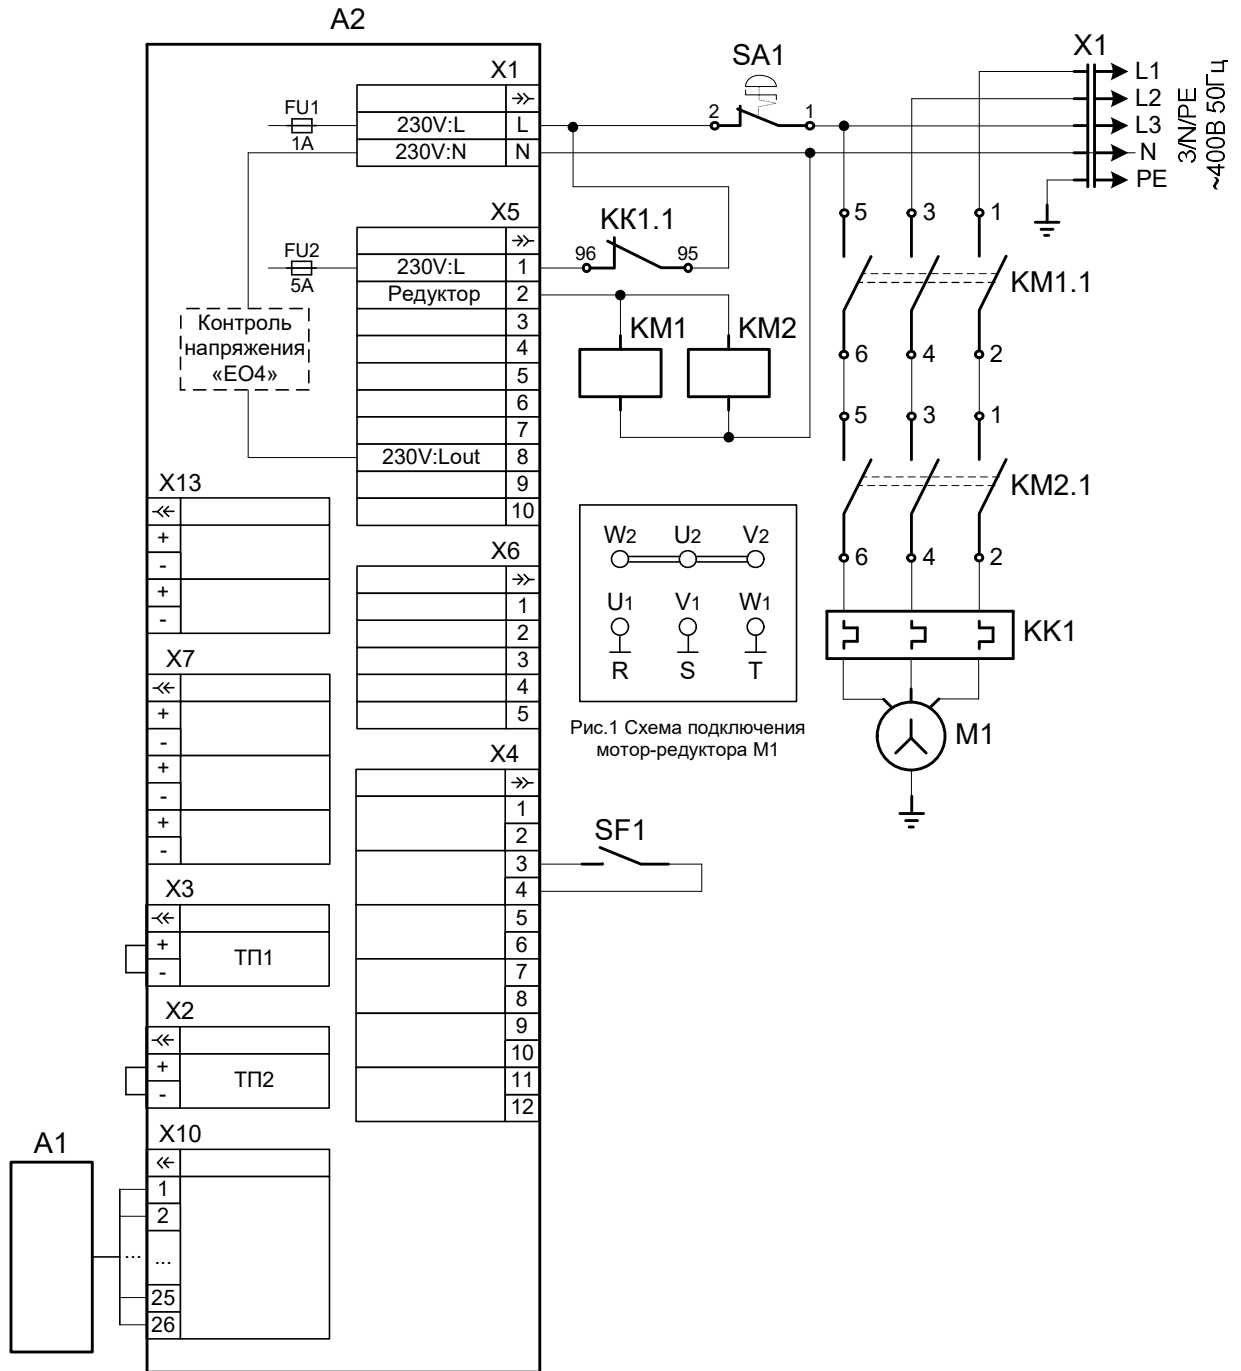 A2
X1
FU1
1A
230V:L
L
230V:N
N
X5
FU2
5A
230V:L
1
Редуктор
2
3
4
5
6
7
230V:Lout
8
9
10
Контроль
напряжения
«EO4»
X13
+
-
+
-
X6
1
2
3
4
5
X7
+
-
+
-
+
-
X4
1
2
3
4
5
6
7
8
9
10
11
12
X3
+
-
ТП1
X2
+
-
ТП2
X10
1
2
...
...
25
26
A1
SA1
2
1
KK1.1
96
95
KM1
KM2
SF1
W2
U2
V2
U1
V1
W1
R
S
T
Рис.1 Схема подключения
мотор-редуктора М1
X1
L1
L2
L3
N
PE
3/N/PE
~400В 50Гц
5
3
1
KM1.1
6
4
2
5
3
1
KM2.1
6
4
2
KK1
M1